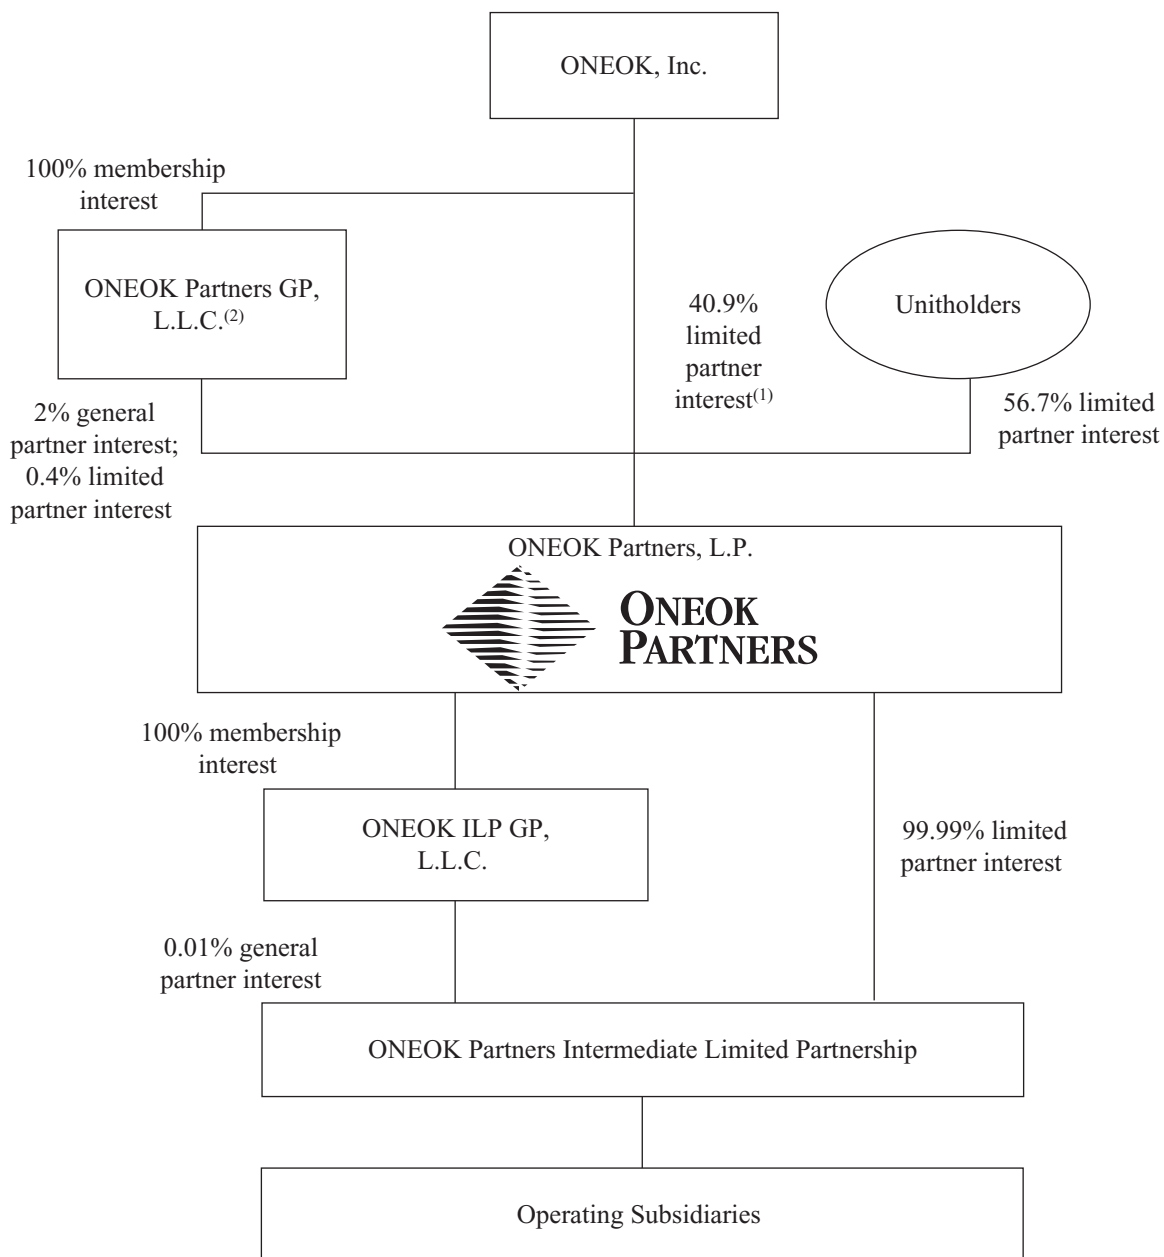 ONEOK, Inc.
100% membership
interest
ONEOK Partners GP,
L.L.C.(2)
40.9%
limited
partner
interest(1)
Unitholders
2% general
partner interest;
0.4% limited
partner interest
56.7% limited
partner interest
ONEOK Partners, L.P.
ONEOK
PARTNERS
100% membership
interest
ONEOK ILP GP,
L.L.C.
99.99% limited
partner interest
0.01% general
partner interest
ONEOK Partners Intermediate Limited Partnership
Operating Subsidiaries